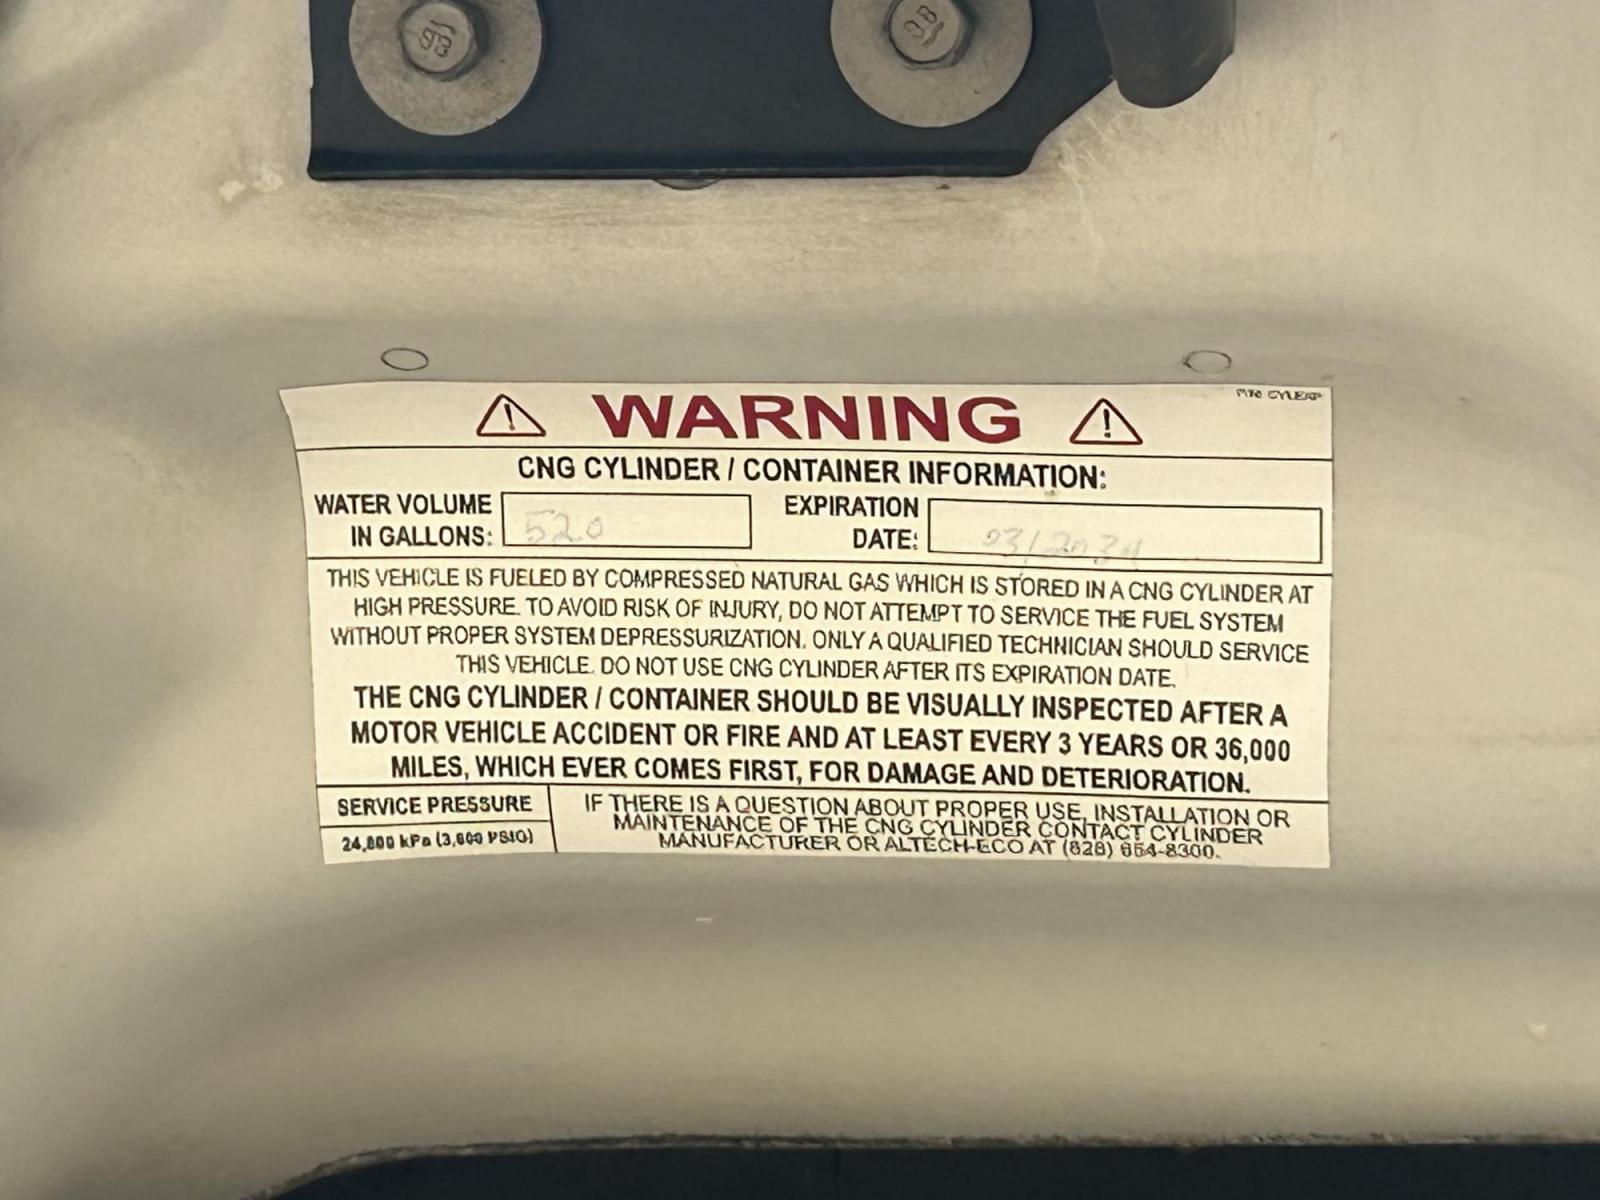 WARNING
CNG CYLINDER / CONTAINER INFORMATION:
WATER VOLUME
IN GALLONS: 520
EXPIRATION
DATE:
THIS VEHICLE IS FUELED BY COMPRESSED NATURAL GAS WHICH IS STORED IN A CNG CYLINDER AT
HIGH PRESSURE. TO AVOID RISK OF INJURY, DO NOT ATTEMPT TO SERVICE THE FUEL SYSTEM
WITHOUT PROPER SYSTEM DEPRESSURIZATION. ONLY A QUALIFIED TECHNICIAN SHOULD SERVICE
THIS VEHICLE. DO NOT USE CNG CYLINDER AFTER ITS EXPIRATION DATE.
THE CNG CYLINDER / CONTAINER SHOULD BE VISUALLY INSPECTED AFTER A
MOTOR VEHICLE ACCIDENT OR FIRE AND AT LEAST EVERY 3 YEARS OR 36,000
MILES, WHICH EVER COMES FIRST, FOR DAMAGE AND DETERIORATION.
SERVICE PRESSURE
kPa PSIG)
IF THERE IS A QUESTION ABOUT PROPER USE, INSTALLATION OR
MAINTENANCE OF THE CNG CYLINDER CONTACT CYLINDER
MANUFACTURER OR ALTECH-ECO AT (828) 654-8300.